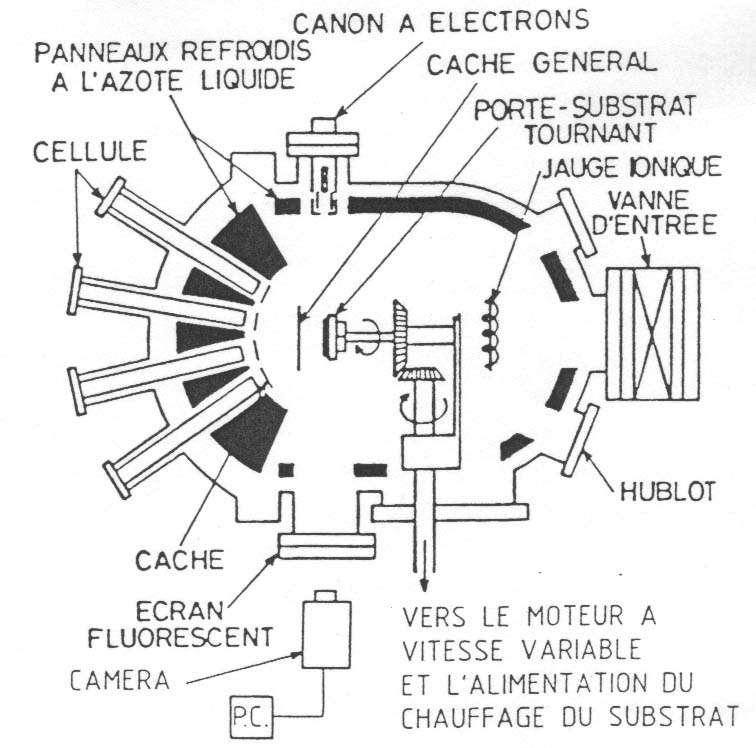 CANON A ELECTRONS
PANNEAUX REFROIDIS
A L'AZOTE LIQUIDE
CACHE GENERAL
PORTE-SUBSTRAT
TOURNANT
CELLULE
JAUGE IONIQUE
VANNE
D'ENTREE
HUBLOT
CACHE
ECRAN
FLUORESCENT
CAMERA
P.C.
VERS LE MOTEUR A
VITESSE VARIABLE
ET L'ALIMENTATION DU
CHAUFFAGE DU SUBSTRAT